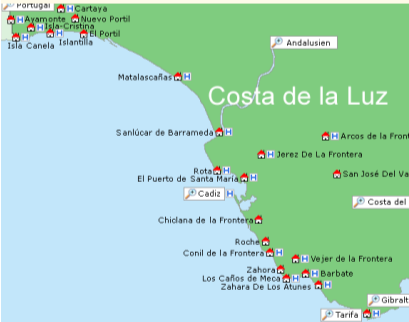 Portugal
Cartaya
Ayamonte
Nuevo Portil
Isla-Cristina
El Portil
Isla Canela
Islantilla
Andalusien
Matalascañas
Costa de la Luz
Sanlúcar de Barrameda
Arcos de la Front
Jerez De La Frontera
Rota
San José Del Va
El Puerto de Santa María
Cadiz
Costa del
Chiclana de la Frontera
Roche
Conil de la Frontera
Vejer de la Frontera
Zahora
Barbate
Los Caños de Meca
Zahara De Los Atunes
Gibralt
Tarifa